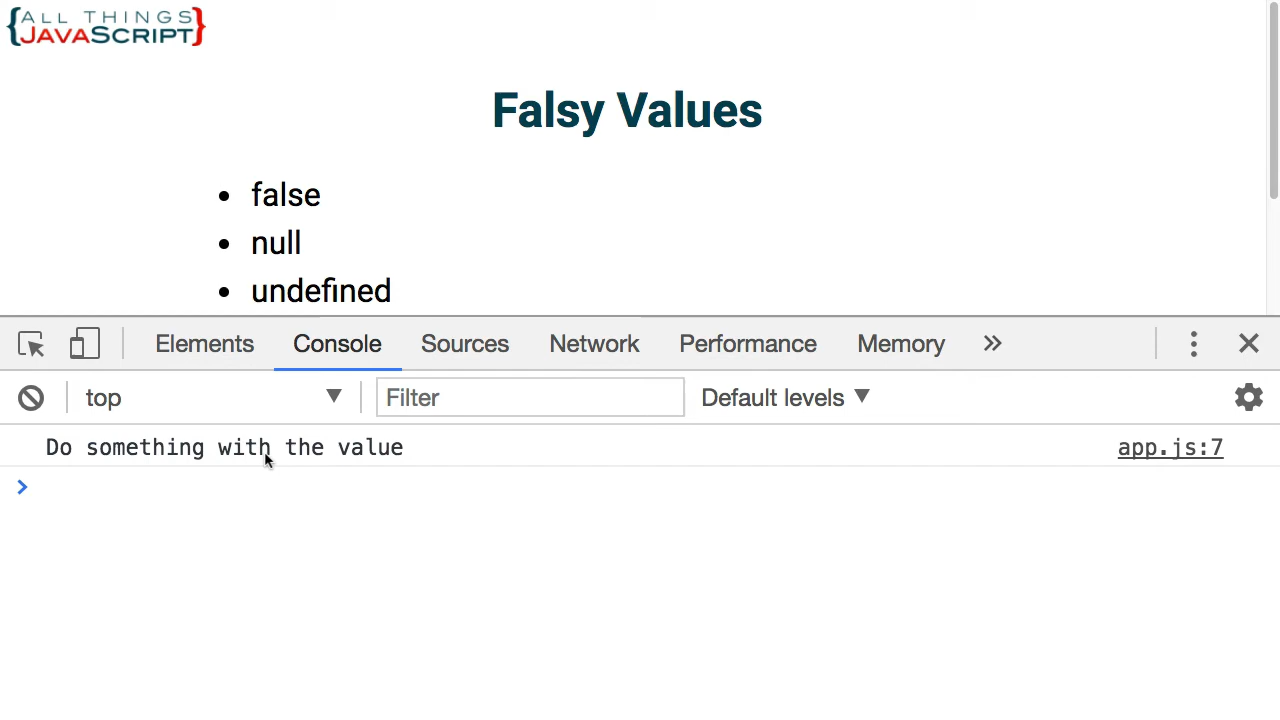 {ALL THINGS
JAVASCRIPT}
Falsy Values
• false
• null
• undefined
Elements Console Sources Network Performance Memory »
top ▼ Filter Default levels ▼
Do something with the value app.js:7
>